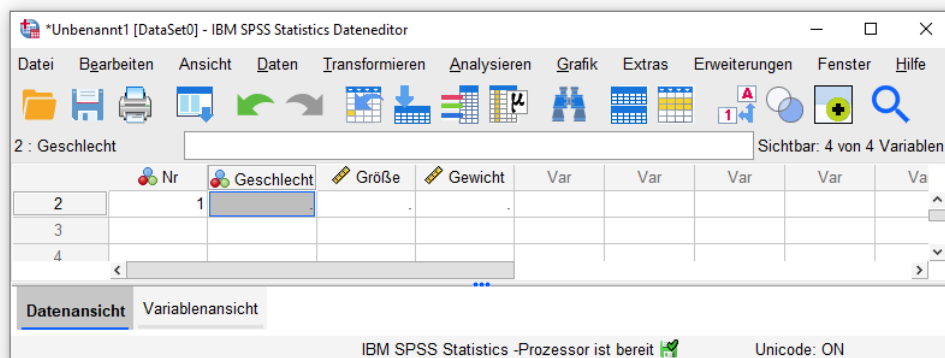 *Unbenannt1 [DataSet0] - IBM SPSS Statistics Dateneditor
Datei Bearbeiten Ansicht Daten Transformieren Analysieren Grafik Extras Erweiterungen Fenster Hilfe
A
14
µ
2 : Geschlecht Sichtbar: 4 von 4 Variablen
Nr Geschlecht Größe Gewicht Var Var Var Var Va
2 1 . . .
3
4
Datenansicht Variablenansicht
IBM SPSS Statistics -Prozessor ist bereit Unicode: ON